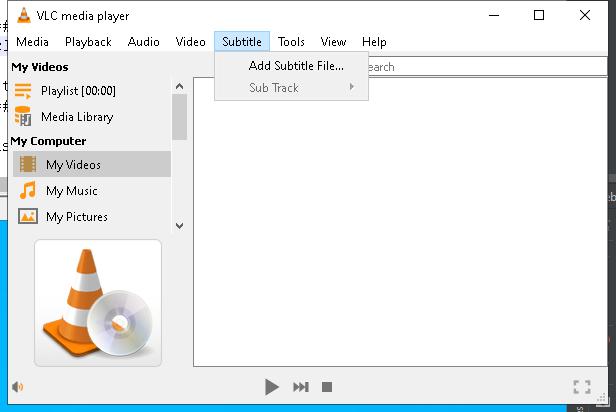 VLC media player
Media Playback Audio Video Subtitle Tools View Help
My Videos
Add Subtitle File...
Playlist [00:00]
Sub Track
Media Library
My Computer
My Videos
My Music
My Pictures